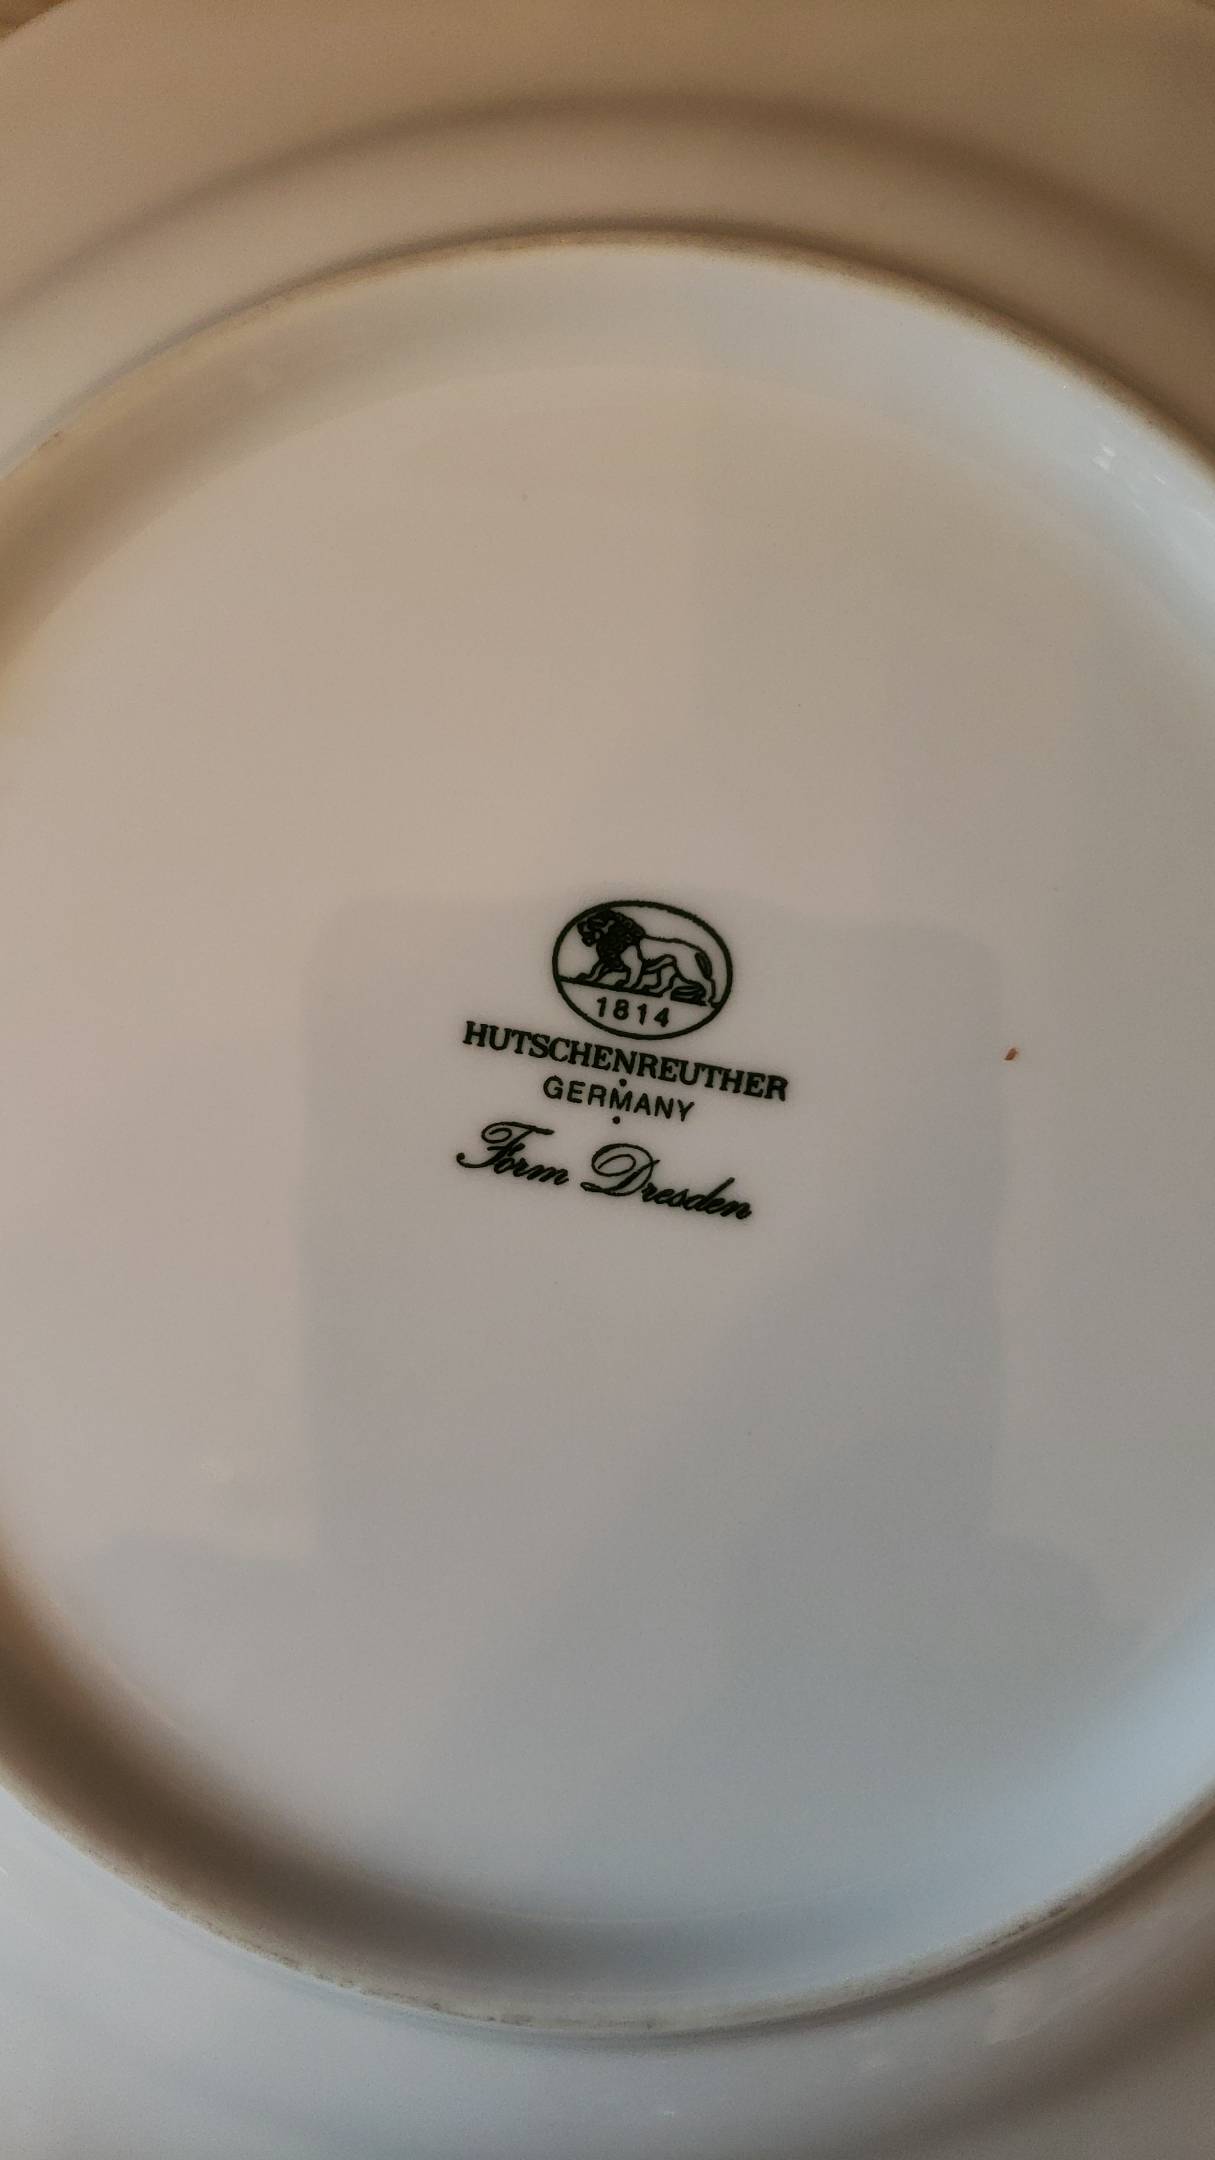 1814
HUTSCHENREUTHER
GERMANY
Form Dresden